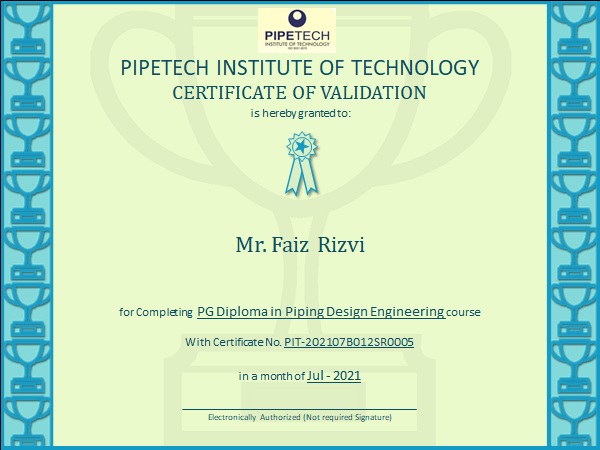 PIPETECH
INSTITUTE OF TECHNOLOGY
PIPETECH INSTITUTE OF TECHNOLOGY
CERTIFICATE OF VALIDATION
is hereby granted to:
Mr. Faiz Rizvi
for Completing PG Diploma in Piping Design Engineering course
With Certificate No. PIT-202107B012SR0005
in a month of Jul - 2021
Electronically Authorized (Not required Signature)